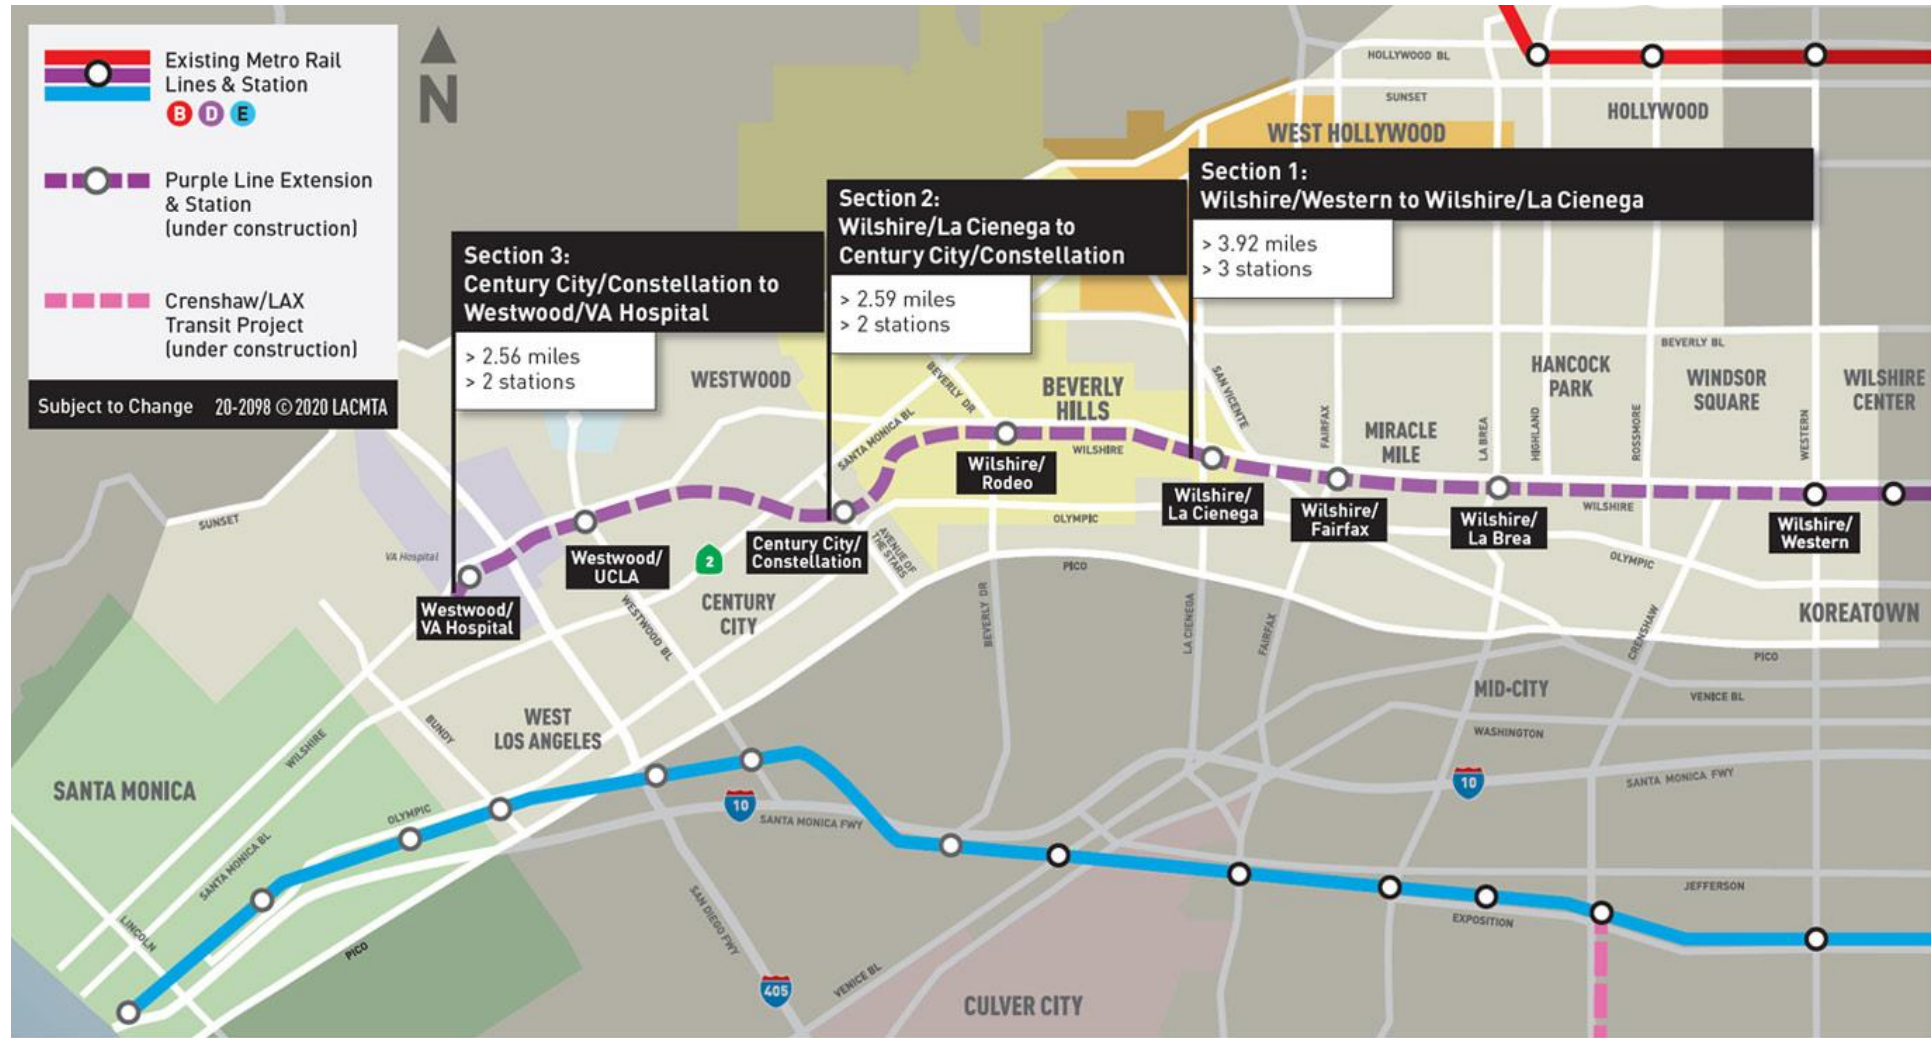 Existing Metro Rail
Lines & Station
B D E
Purple Line Extension
& Station
(under construction)
Crenshaw/LAX
Transit Project
(under construction)
Subject to Change 20-2098 © 2020 LACMTA
N
Section 3:
Century City/Constellation to
Westwood/VA Hospital
> 2.56 miles
> 2 stations
Section 2:
Wilshire/La Cienega to
Century City/Constellation
> 2.59 miles
> 2 stations
Section 1:
Wilshire/Western to Wilshire/La Cienega
> 3.92 miles
> 3 stations
HOLLYWOOD BL
SUNSET
HOLLYWOOD
WEST HOLLYWOOD
BEVERLY BL
WESTWOOD
BEVERLY DR
BEVERLY
HILLS
SANTA MONICA BL
SAN VICENTE
FAIRFAX
MIRACLE
MILE
LA BREA
HIGHLAND
HANCOCK
PARK
ROSSMORE
WINDSOR
SQUARE
WESTERN
WILSHIRE
CENTER
WILSHIRE
WILSHIRE
Wilshire/
Rodeo
Wilshire/
La Cienega
Wilshire/
Fairfax
Wilshire/
La Brea
Wilshire/
Western
SUNSET
VA Hospital
Westwood/
VA Hospital
Westwood/
UCLA
2
Century City/
Constellation
AVENUE OF
THE STARS
OLYMPIC
OLYMPIC
PICO
CENTURY
CITY
WESTWOOD BL
BEVERLY DR
LA CIENEGA
FAIRFAX
CRENSHAW
KOREATOWN
PICO
MID-CITY
VENICE BL
WASHINGTON
SANTA MONICA FWY
10
WEST
LOS ANGELES
BUNDY
WILSHIRE
SANTA MONICA
OLYMPIC
SANTA MONICA BL
LINCOLN
PICO
10
SANTA MONICA FWY
SAN DIEGO FWY
405
VENICE BL
CULVER CITY
JEFFERSON
EXPOSITION